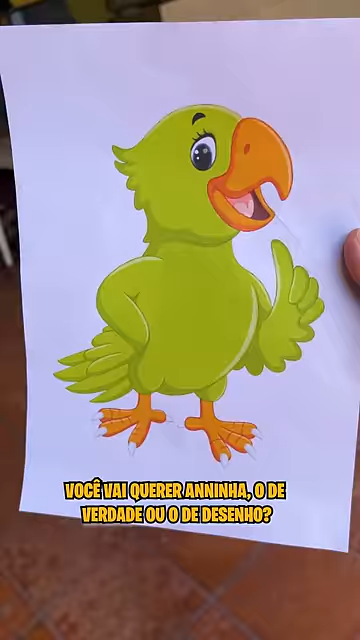 VOCÊ VAI QUERER ANNINHA, O DE
VERDADE OU O DE DESENHO?